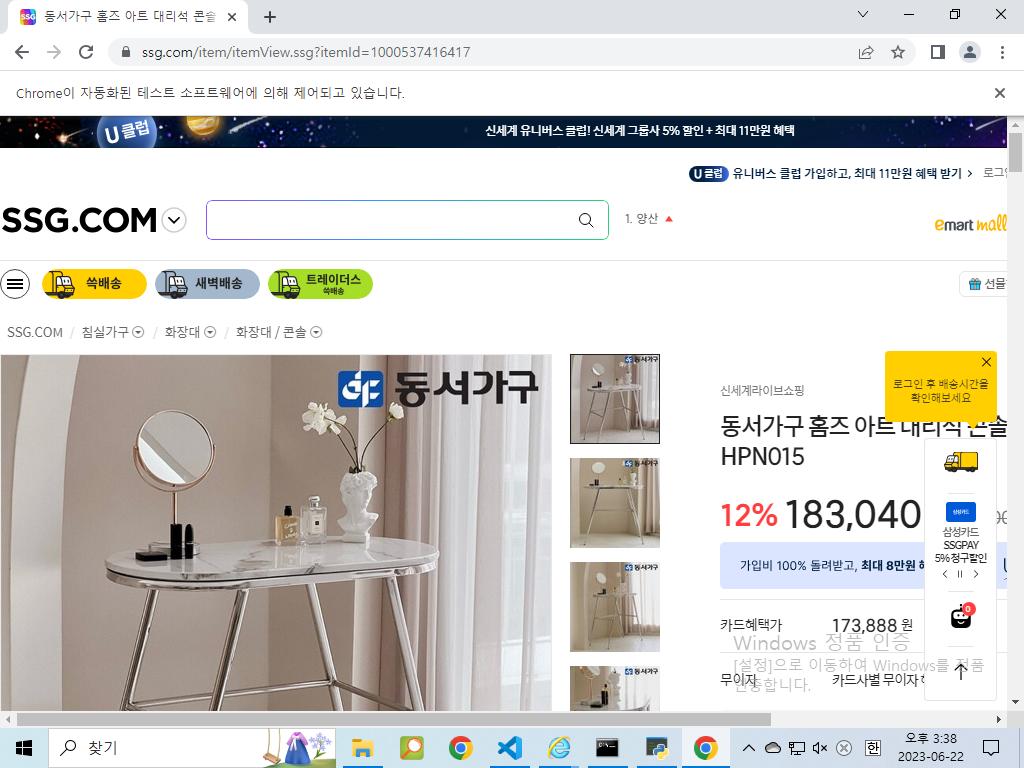 동서가구 홈즈 아트 대리석 콘솔
ssg.com/item/itemView.ssg?itemId=1000537416417
Chrome이 자동화된 테스트 소프트웨어에 의해 제어되고 있습니다.
U 클럽
신세계 유니버스 클럽! 신세계 그룹사 5% 할인 + 최대 11만원 혜택
U 클럽 유니버스 클럽 가입하고, 최대 11만원 혜택 받기
SSG.COM
1. 양산
emart mall
쓱배송
새벽배송
트레이더스
쓱배송
선물
SSG.COM / 침실가구 / 화장대 / 화장대 / 콘솔
동서가구
로그인 후 배송시간을
확인해보세요
신세계라이브쇼핑
동서가구 홈즈 아트 대리석 콘솔
HPN015
12% 183,040
삼성카드
삼성카드
SSGPAY
5% 청구할인
가입비 100% 돌려받고, 최대 8만원
0
카드혜택가 173,888 원
Windows 정품 인증
[설정]으로 이동하여 Windows를 정품
인증합니다.
무이자 카드사별 무이자
찾기
한
오후 3:38
2023-06-22